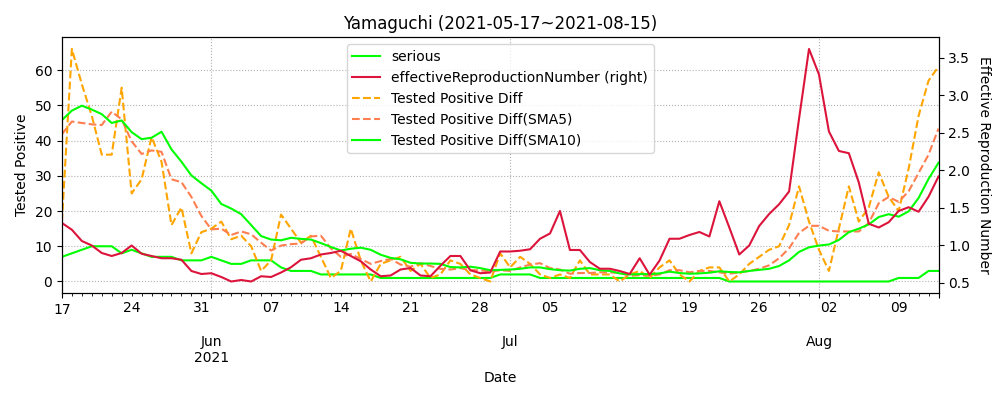 Yamaguchi (2021-05-17~2021-08-15)
serious
effectiveReproductionNumber (right)
Tested Positive Diff
Tested Positive Diff(SMA5)
Tested Positive Diff(SMA10)
Tested Positive
60
50
40
30
20
10
0
Effective Reproduction Number
3.5
3.0
2.5
2.0
1.5
1.0
0.5
17 24 31 07 14 21 28 05 12 19 26 02 09
Jun Jul Aug
2021
Date